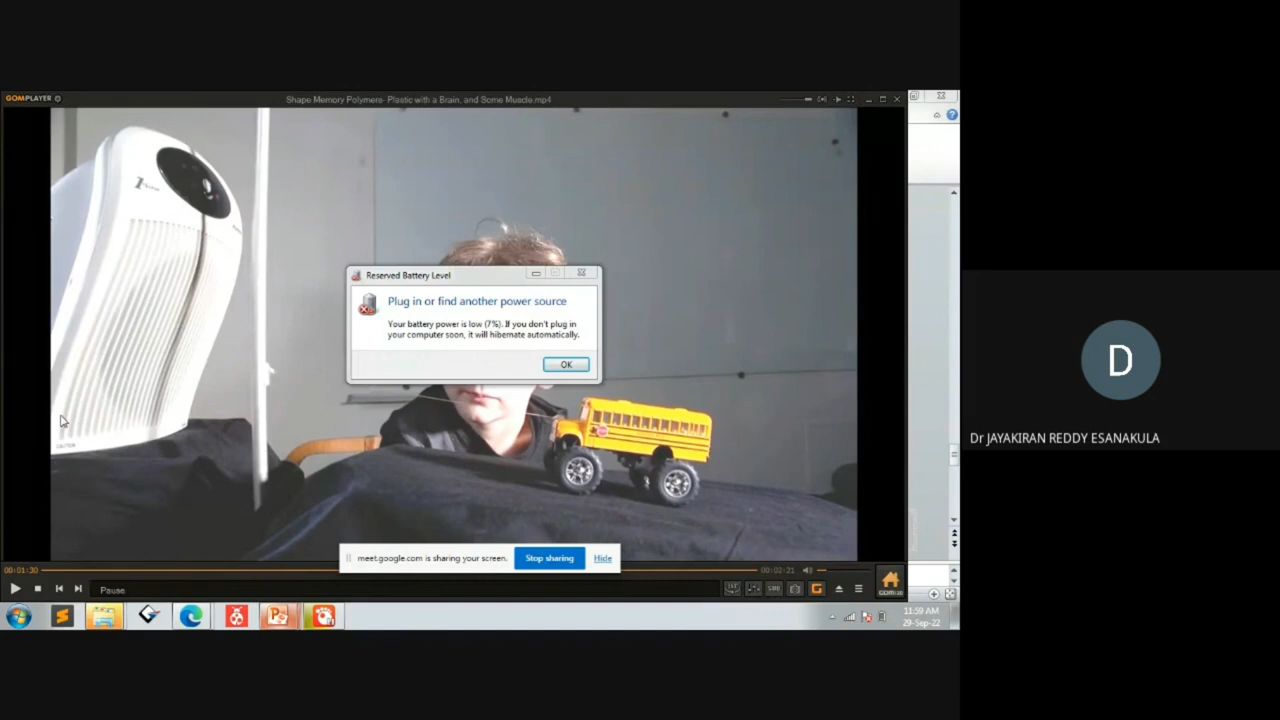 GOMPLAYER
Shape Memory Polymers- Plastic with a Brain, and Some Muscle.mp4
Reserved Battery Level
Plug in or find another power source
Your battery power is low (7%). If you don't plug in
your computer soon, it will hibernate automatically.
OK
D
Dr JAYAKIRAN REDDY ESANAKULA
CAUTION
meet.google.com is sharing your screen.
Stop sharing
Hide
00:01:30
00:02:21
Pause
11:59 AM
29-Sep-22